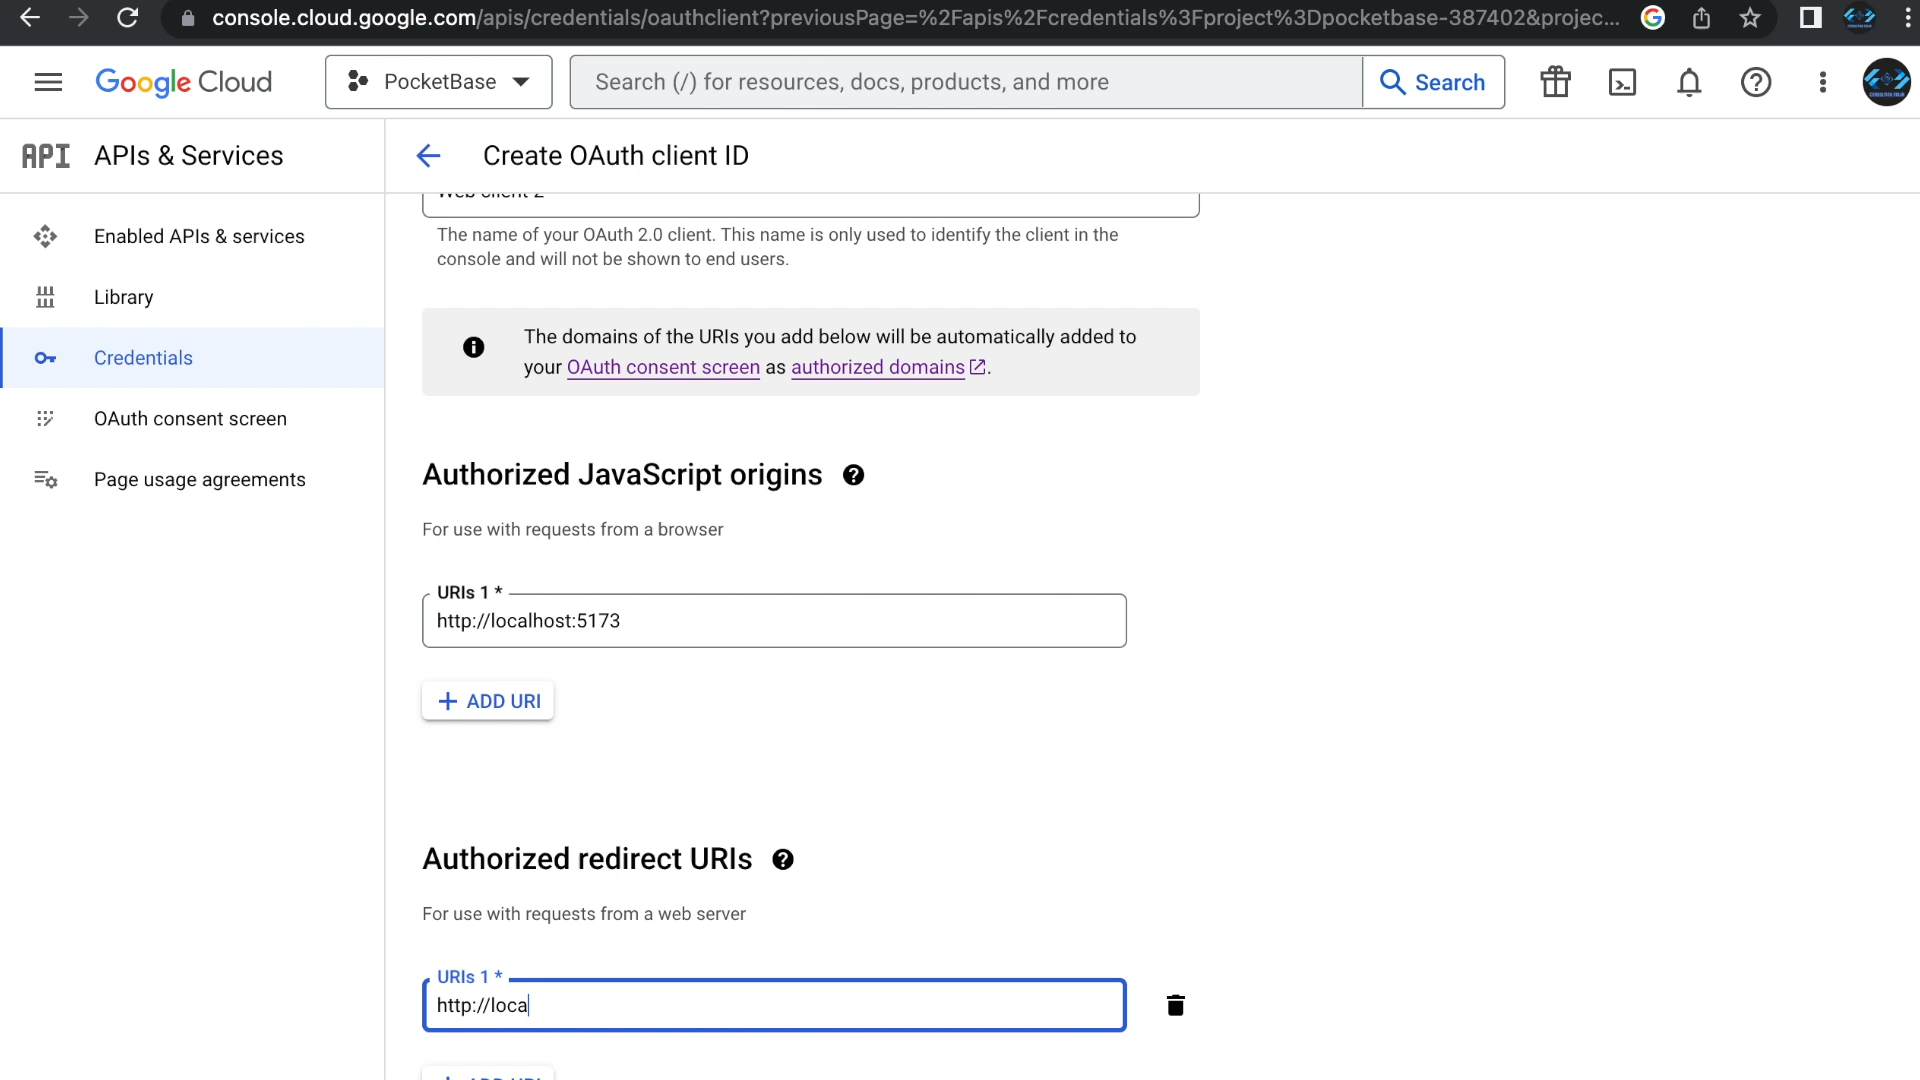 console.cloud.google.com/apis/credentials/oauthclient?previousPage=%2Fapis%2Fcredentials%3Fproject%3Dpocketbase-387402&projec...
Google Cloud
PocketBase
Search (/) for resources, docs, products, and more
Search
API APIs & Services
Create OAuth client ID
Web client 2
Enabled APIs & services
Library
Credentials
OAuth consent screen
Page usage agreements
The name of your OAuth 2.0 client. This name is only used to identify the client in the
console and will not be shown to end users.
The domains of the URIs you add below will be automatically added to
your OAuth consent screen as authorized domains.
Authorized JavaScript origins
For use with requests from a browser
URIs 1 *
http://localhost:5173
ADD URI
Authorized redirect URIs
For use with requests from a web server
URIs 1 *
http://loca
ADD URI